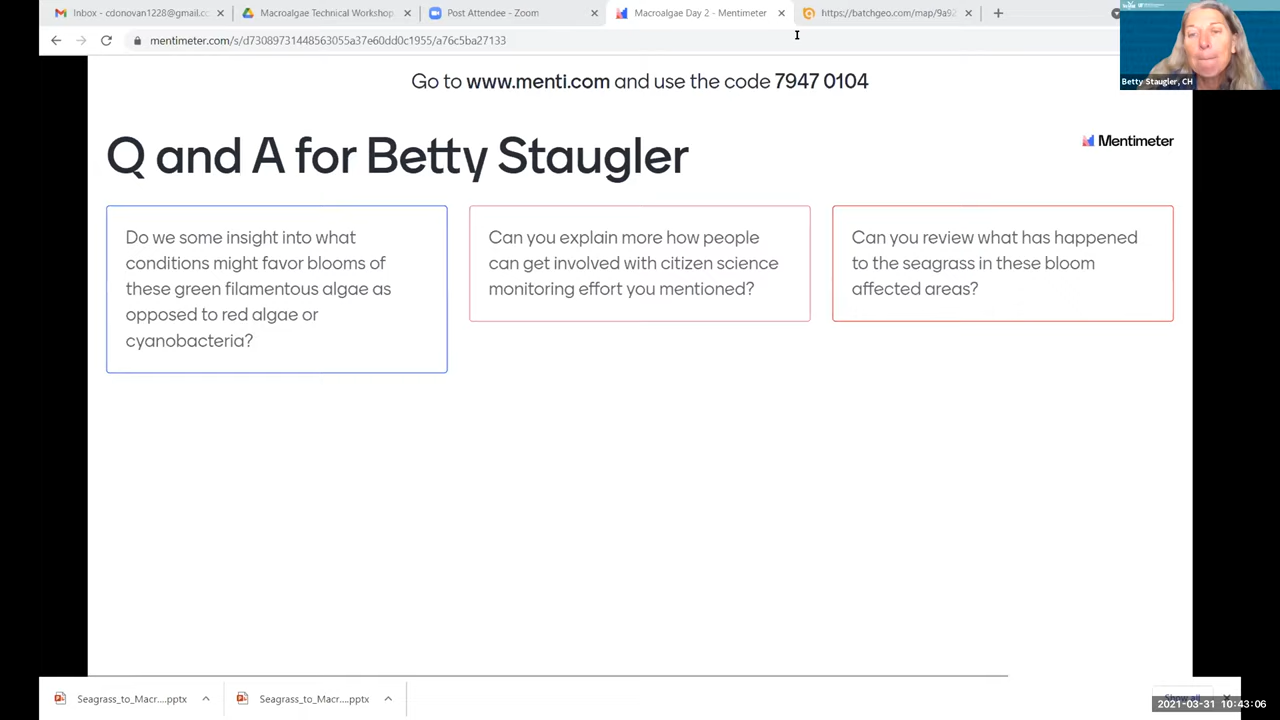 Inbox - cdonovan1228@gmail.cc
Macroalgae Technical Workshop
Post Attendee - Zoom
Macroalgae Day 2 - Mentimeter
https://batchgeo.com/map/9a92
mentimeter.com/s/d73089731448563055a37e60dd0c1955/a76c5ba27133
Betty Staugler, CH
Go to www.menti.com and use the code 7947 0104
Q and A for Betty Staugler
Mentimeter
Do we some insight into what
conditions might favor blooms of
these green filamentous algae as
opposed to red algae or
cyanobacteria?
Can you explain more how people
can get involved with citizen science
monitoring effort you mentioned?
Can you review what has happened
to the seagrass in these bloom
affected areas?
Seagrass_to_Macr....pptx
Seagrass_to_Macr....pptx
Show all
2021-03-31 10:43:06